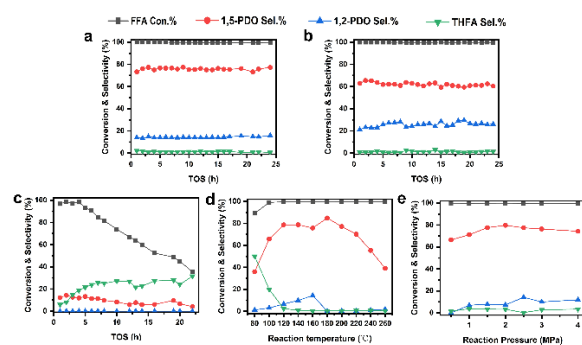 FFA Con.% 1,5-PDO Sel.% 1,2-PDO Sel.% THFA Sel.%
a b
Conversion & Selectivity (%) Conversion & Selectivity (%)
100 80 60 40 20 0 100 80 60 40 20 0
0 5 10 15 20 25 0 5 10 15 20 25
TOS (h) TOS (h)
c d e
Conversion & Selectivity (%) Conversion & Selectivity (%) Conversion & Selectivity (%)
100 80 60 40 20 0 100 80 60 40 20 0 100 80 60 40 20 0
0 5 10 15 20 80 100 120 140 160 180 200 220 240 260 1 2 3 4
TOS (h) Reaction temperature (℃) Reaction Pressure (MPa)